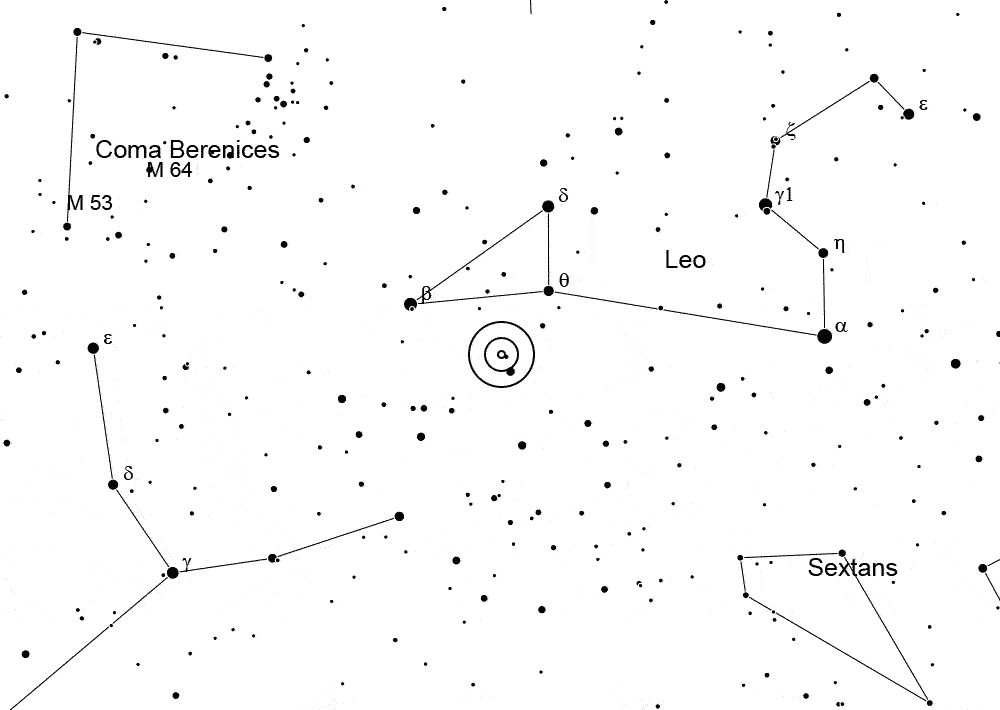 ε
ζ
Coma Berenices
M 64
δ
γ1
M 53
η
Leo
θ
β
α
ε
δ
γ
Sextans